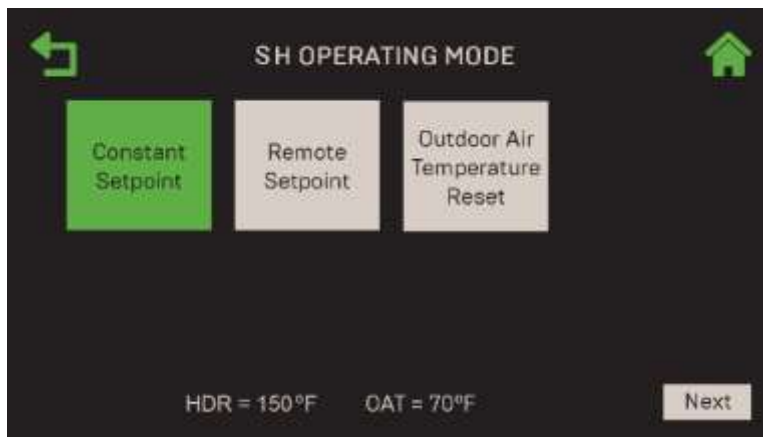 SH OPERATING MODE
Constant
Setpoint
Remote
Setpoint
Outdoor Air
Temperature
Reset
HDR = 150°F OAT = 70°F
Next